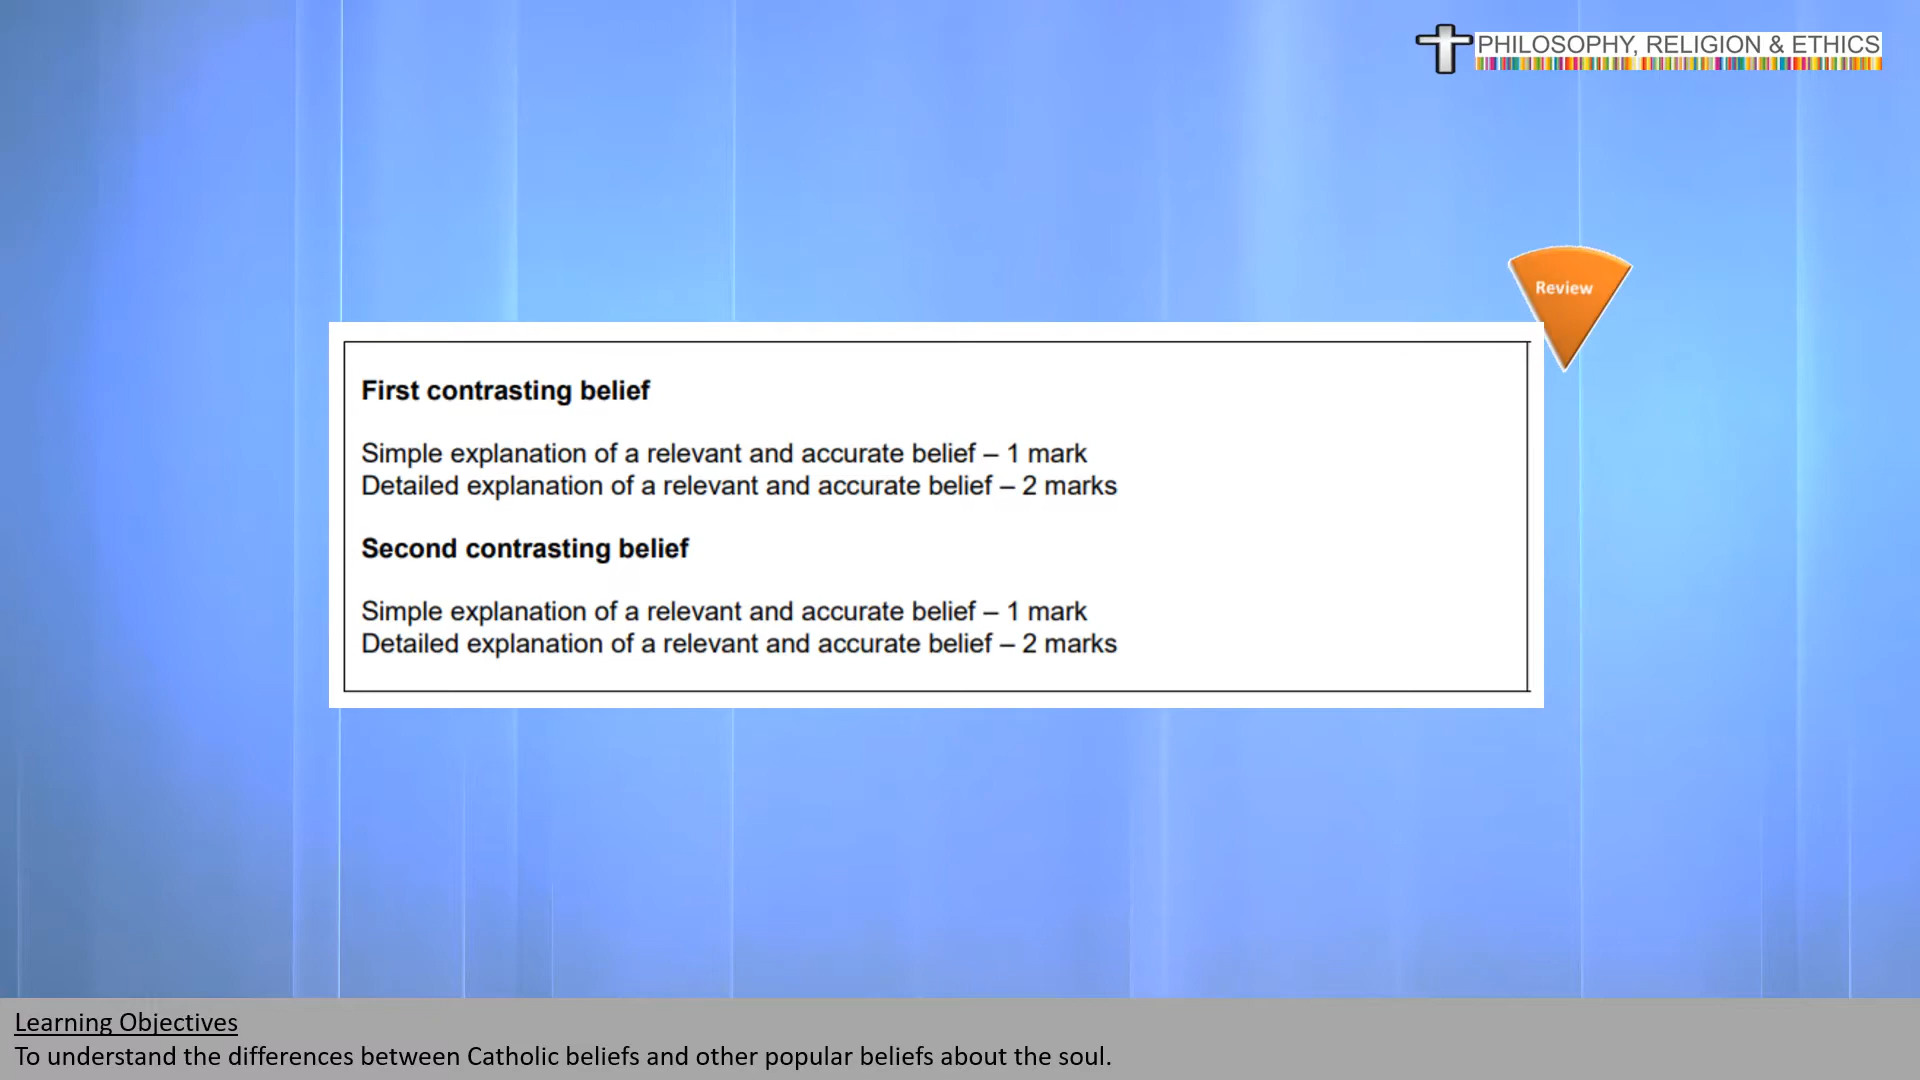 PHILOSOPHY, RELIGION & ETHICS
Review
First contrasting belief
Simple explanation of a relevant and accurate belief – 1 mark
Detailed explanation of a relevant and accurate belief – 2 marks
Second contrasting belief
Simple explanation of a relevant and accurate belief – 1 mark
Detailed explanation of a relevant and accurate belief – 2 marks
Learning Objectives
To understand the differences between Catholic beliefs and other popular beliefs about the soul.